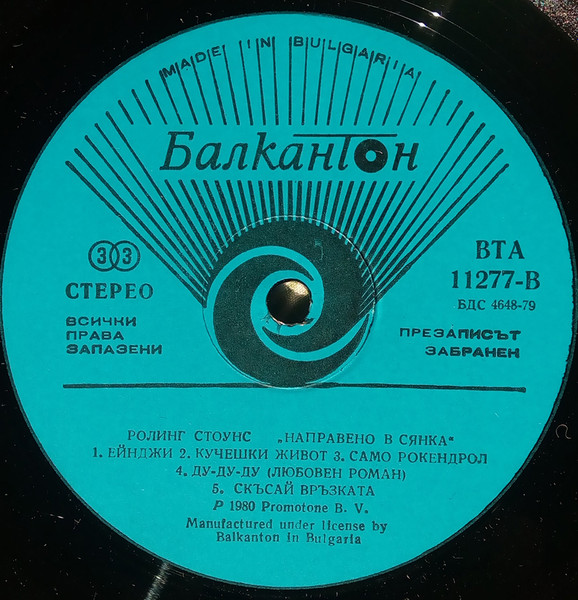 MADE IN BULGARIA
Балкантон
33
СТЕРЕО
ВСИЧКИ
ПРАВА
ЗАПАЗЕНИ
ВТА
11277-В
БДС 4648-79
ПРЕЗАПИСЪТ
ЗАБРАНЕН
РОЛИНГ СТОУНС „НАПРАВЕНО В СЯНКА“
1. ЕЙНДЖИ 2. КУЧЕШКИ ЖИВОТ 3. САМО РОКЕНДРОЛ
4. ДУ-ДУ-ДУ (ЛЮБОВЕН РОМАН)
5. СКЪСАЙ ВРЪЗКАТА
P 1980 Promotone B. V.
Manufactured under license by
Balkanton in Bulgaria